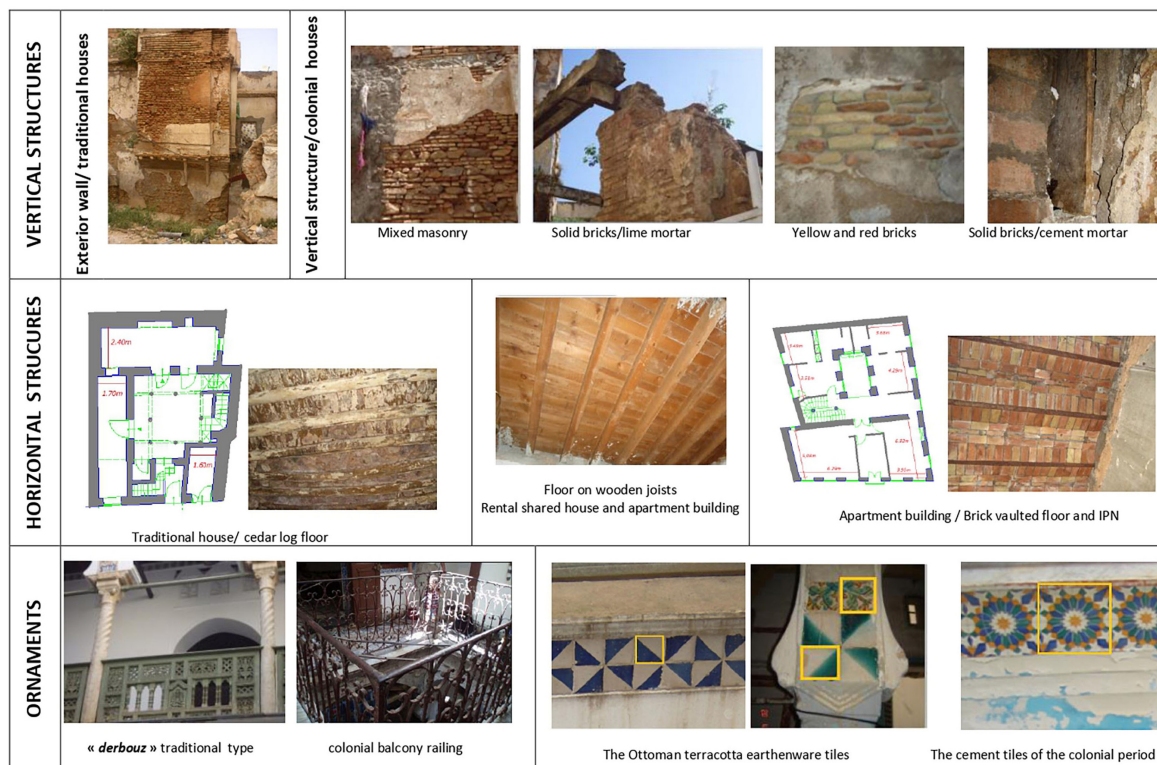 VERTICAL STRUCTURES
Exterior wall/ traditional houses
Vertical structure/colonial houses
Mixed masonry
Solid bricks/lime mortar
Yellow and red bricks
Solid bricks/cement mortar
HORIZONTAL STRUCURES
2.40m
1.70m
1.60m
Traditional house/ cedar log floor
Floor on wooden joists
Rental shared house and apartment building
4.20m
Apartment building / Brick vaulted floor and IPN
ORNAMENTS
« derbouz » traditional type
colonial balcony railing
The Ottoman terracotta earthenware tiles
The cement tiles of the colonial period